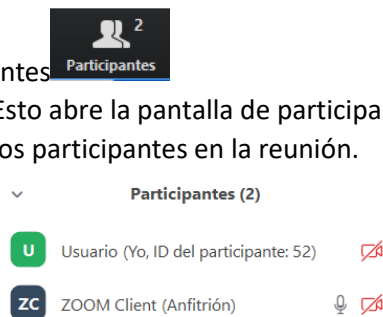 2
Participantes
ntes
Esto abre la pantalla de participa
os participantes en la reunión.
Participantes (2)
U Usuario (Yo, ID del participante: 52)
ZC ZOOM Client (Anfitrión)